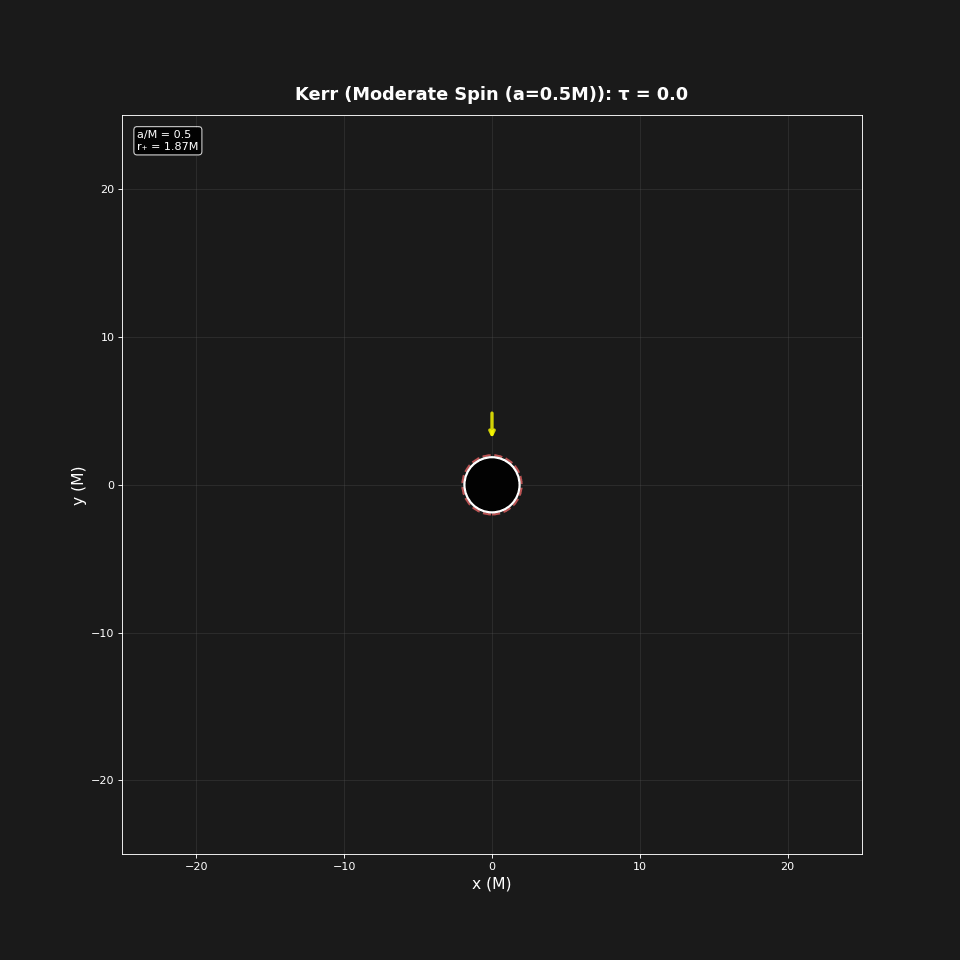 Kerr (Moderate Spin (a=0.5M)): τ = 0.0
a/M = 0.5
r₊ = 1.87M
20
10
0
−10
−20
y (M)
−20
−10
0
10
20
x (M)